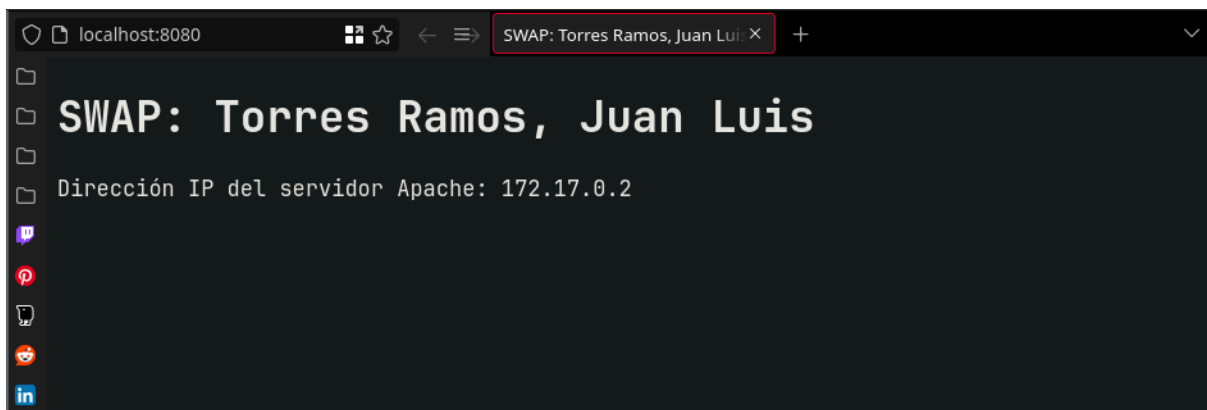 localhost:8080
SWAP: Torres Ramos, Juan Luis
SWAP: Torres Ramos, Juan Luis
Dirección IP del servidor Apache: 172.17.0.2
in